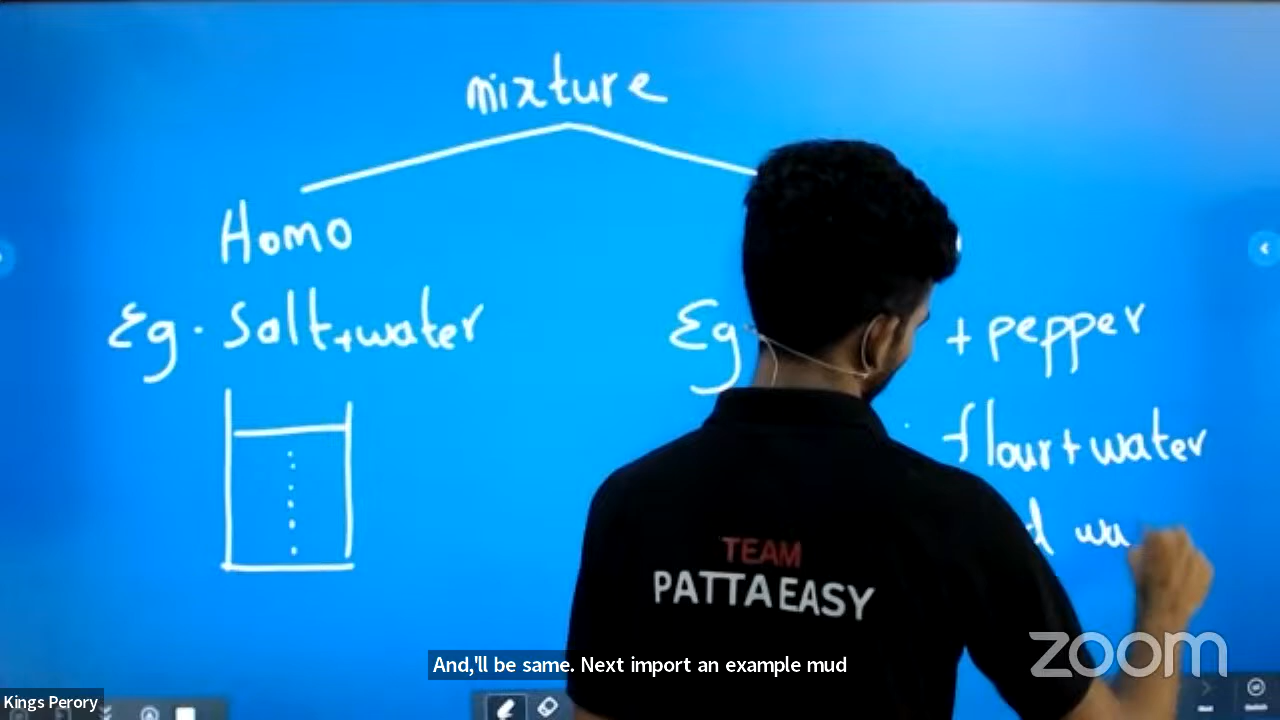 mixture
Homo
Eg. Salt+water
Eg + pepper
flour+water
TEAM
PATTAEASY
And,'ll be same. Next import an example mud
zoom
Kings Perory